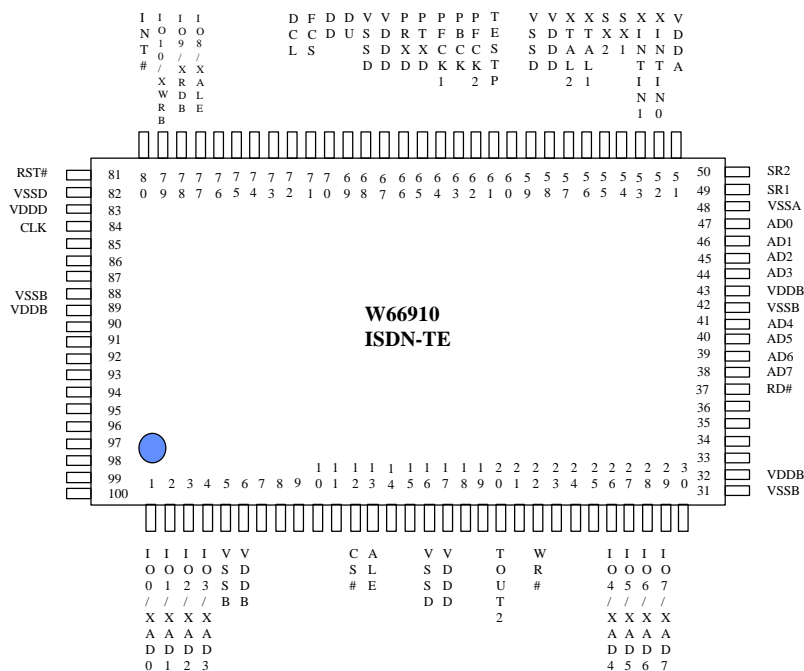 INT#
IO10/XWRB
IO9/XRDB
IO8/XALE
DCL
FCS
DD
DU
VSSD
VDDD
PRXD
PTXD
PFCK1
PBCK
PFCK2
TESTP
VSSD
VDDD
XTAL2
XTAL1
SX2
SX1
XINTIN1
XINTIN0
VDDA
80 79 78 77 76 75 74 73 72 71 70 69 68 67 66 65 64 63 62 61 60 59 58 57 56 55 54 53 52 51
RST# 81
VSSD 82
VDDD 83
CLK 84
85
86
87
VSSB 88
VDDB 89
90
91
92
93
94
95
96
97
98
99
100
W66910
ISDN-TE
50 SR2
49 SR1
48 VSSA
47 AD0
46 AD1
45 AD2
44 AD3
43 VDDB
42 VSSB
41 AD4
40 AD5
39 AD6
38 AD7
37 RD#
36
35
34
33
32 VDDB
31 VSSB
1 2 3 4 5 6 7 8 9 10 11 12 13 14 15 16 17 18 19 20 21 22 23 24 25 26 27 28 29 30
IO0/XAD0
IO1/XAD1
IO2/XAD2
IO3/XAD3
VSSB
VDDB
CS#
ALE
VSSD
VDDD
TOUT2
WR#
IO4/XAD4
IO5/XAD5
IO6/XAD6
IO7/XAD7